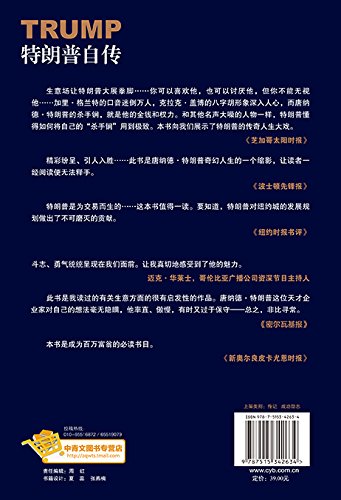 TRUMP
特朗普自传
生意场让特朗普大展拳脚……你可以喜欢他，也可以讨厌他，但你不能无视
他……加里·格兰特的口音迷倒万人，克拉克·盖博的八字胡形象深入人心，而唐纳
德·特朗普的杀手锏，就是他的金钱和权力。和其他名声大噪的人物一样，特朗普懂
得如何将自己的“杀手锏”用到极致。本书向我们展示了特朗普的传奇人生大戏。
《芝加哥太阳时报》
精彩纷呈、引人入胜……此书是唐纳德·特朗普奇幻人生的一个缩影，让读者一
经阅读便无法释手。
《波士顿先锋报》
特朗普是为交易而生的……这本书值得一读。要知道，特朗普对纽约城的发展规
划做出了不可磨灭的贡献。
《纽约时报书评》
斗志、勇气统统呈现在我们面前。让我真切地感受到了他的魅力。
迈克·华莱士，哥伦比亚广播公司资深节目主持人
此书是我读过的有关生意方面的很有启发性的作品。唐纳德·特朗普这位天才企
业家对自己的想法毫无隐瞒，他率直、傲慢，有时又过于保守——总之，非比寻常。
《密尔瓦基报》
本书是成为百万富翁的必读书目。
《新奥尔良皮卡尤恩时报》
投稿热线
010-65516872 / 65519079
中青文图书专营店
http://zqwts.tmall.com
责任编辑：周 红
书籍设计：夏 蕊 张燕楠
上架类别：传记 成功励志
ISBN 978-7-5153-4263-4
9787515342634
定价：39.00元
www.cyb.com.cn